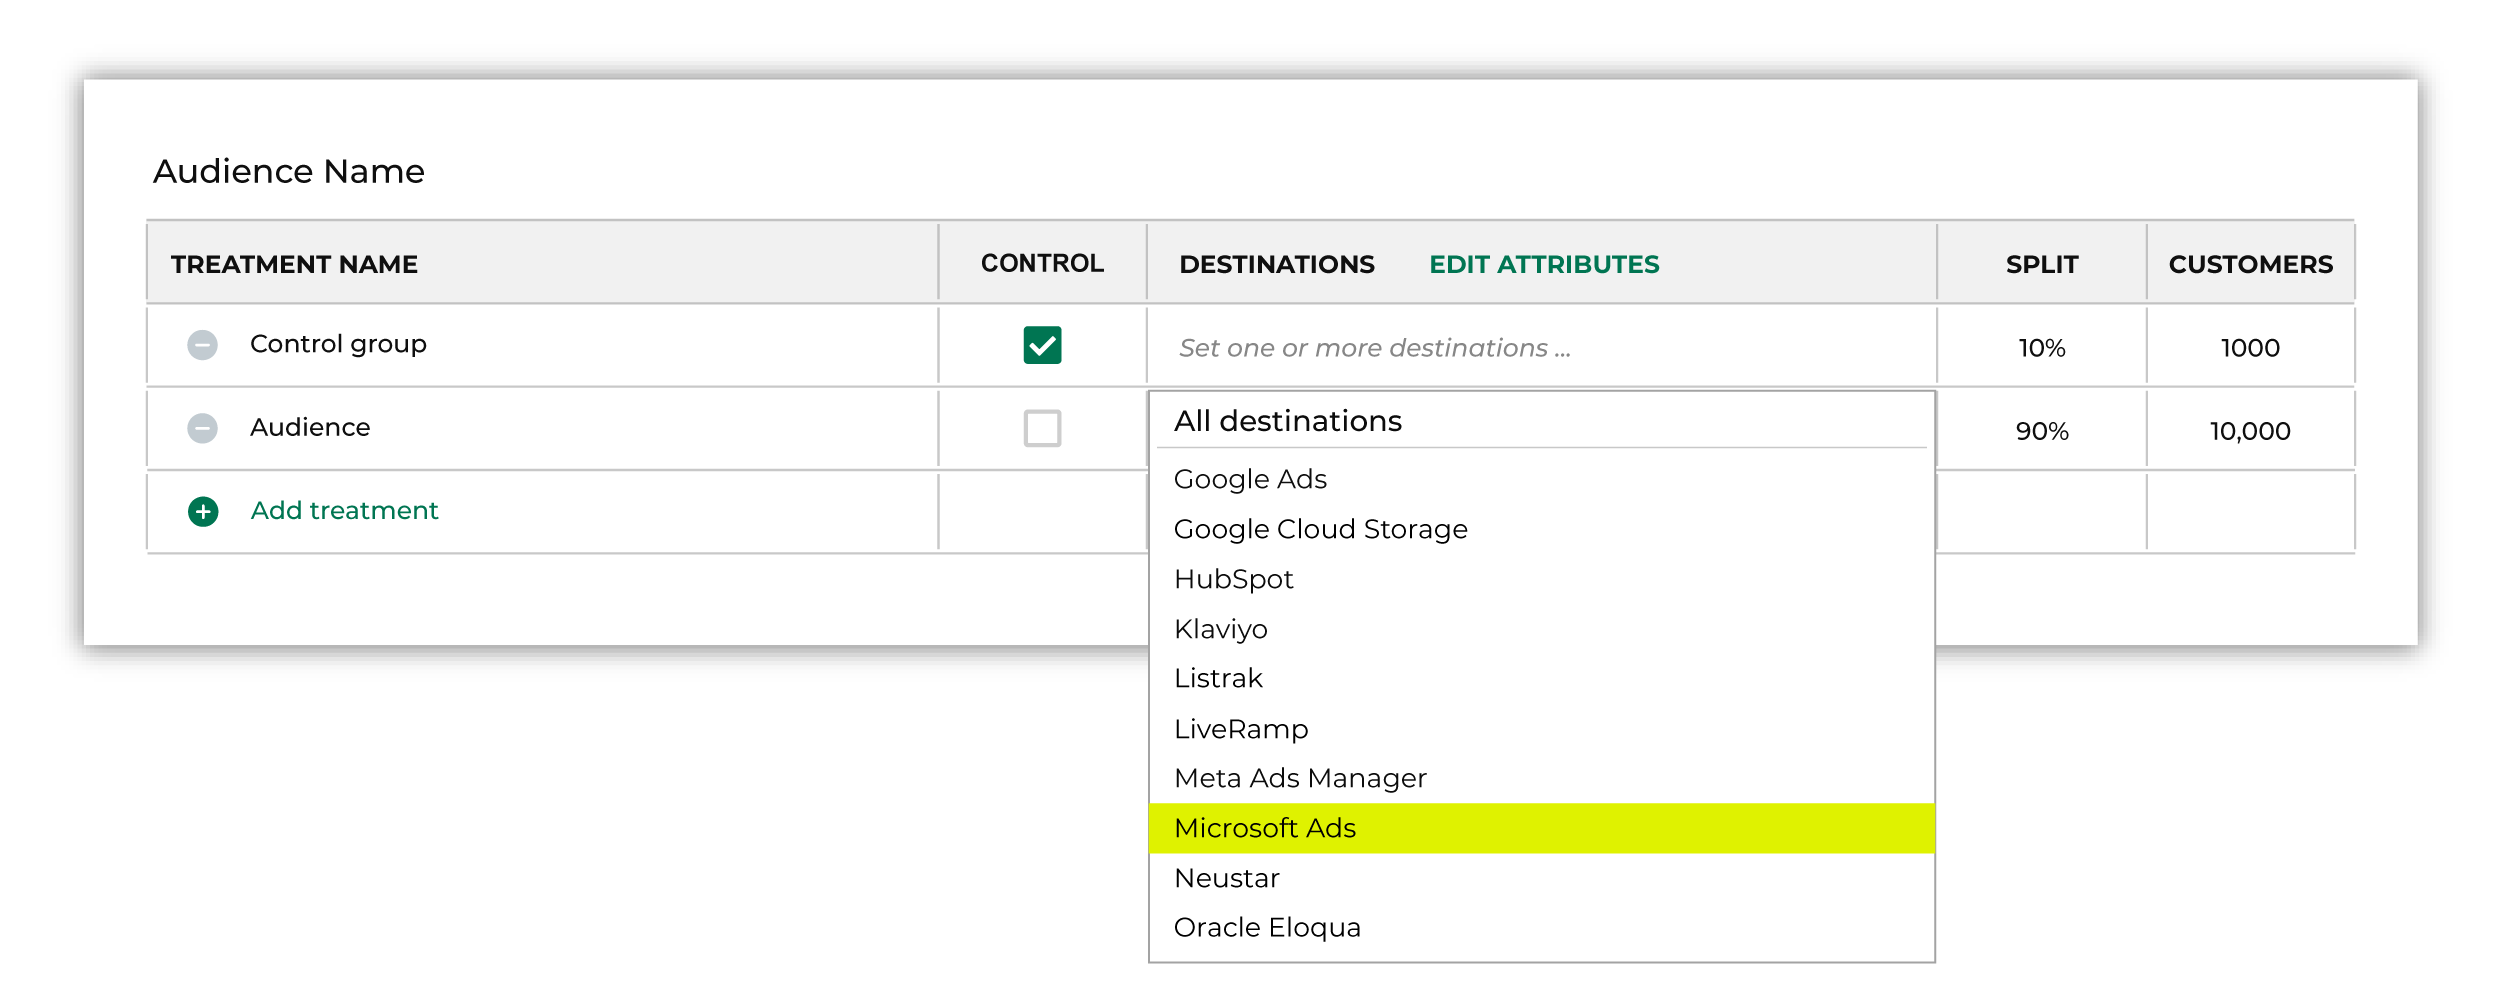 Audience Name
TREATMENT NAME CONTROL DESTINATIONS EDIT ATTRIBUTES SPLIT CUSTOMERS
Control group Set one or more destinations ... 10% 1000
Audience 90% 10,000
Add treatment
All destinations
Google Ads
Google Cloud Storage
HubSpot
Klaviyo
Listrak
LiveRamp
Meta Ads Manager
Microsoft Ads
Neustar
Oracle Eloqua